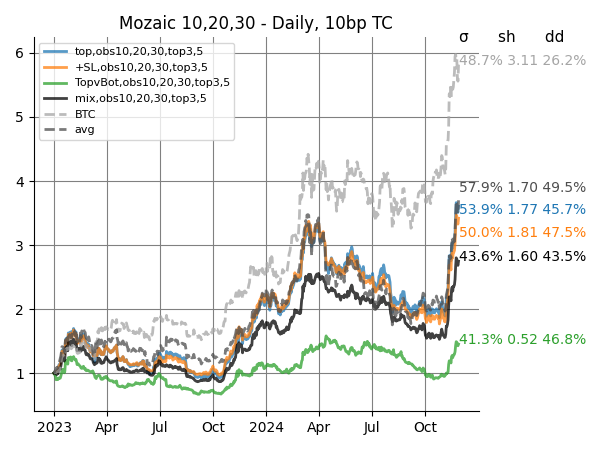 Mozaic 10,20,30 - Daily, 10bp TC
σ sh dd
top,obs10,20,30,top3,5
+SL,obs10,20,30,top3,5
TopvBot,obs10,20,30,top3,5
mix,obs10,20,30,top3,5
BTC
avg
48.7% 3.11 26.2%
57.9% 1.70 49.5%
53.9% 1.77 45.7%
50.0% 1.81 47.5%
43.6% 1.60 43.5%
41.3% 0.52 46.8%
6
5
4
3
2
1
2023 Apr Jul Oct 2024 Apr Jul Oct